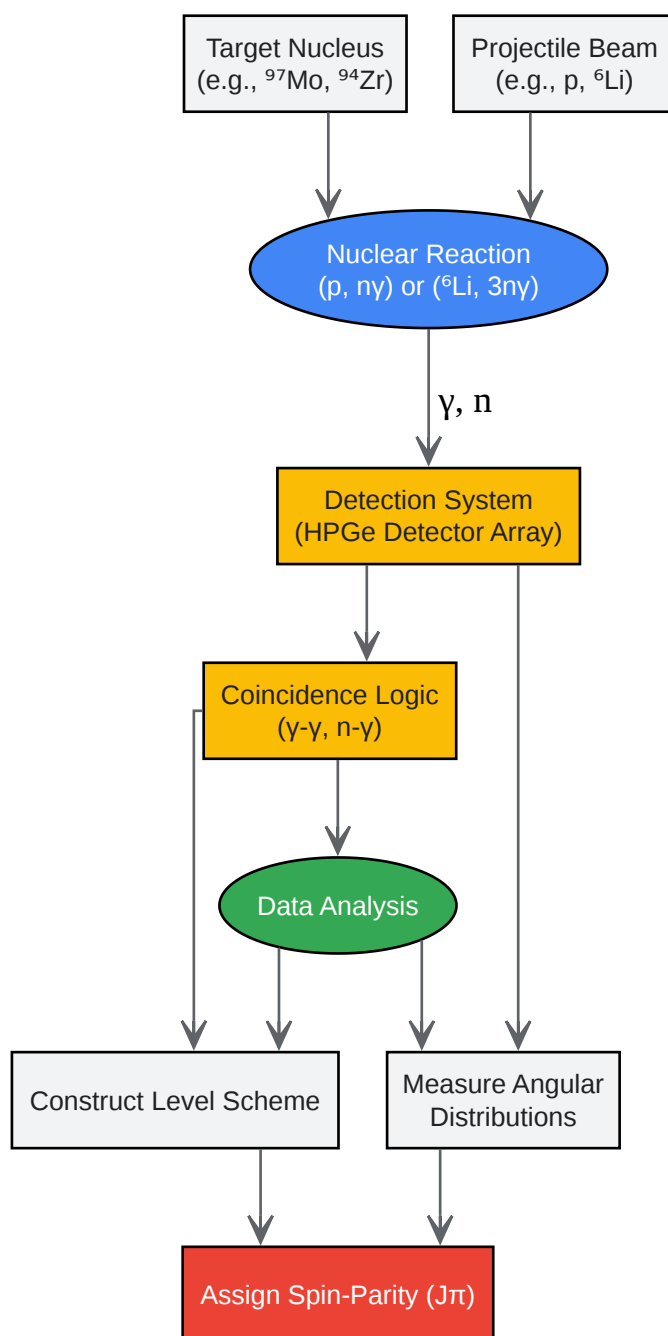 Target Nucleus
(e.g., ⁹⁷Mo, ⁹⁴Zr)
Projectile Beam
(e.g., p, ⁶Li)
Nuclear Reaction
(p, nγ) or (⁶Li, 3nγ)
γ, n
Detection System
(HPGe Detector Array)
Coincidence Logic
(γ-γ, n-γ)
Data Analysis
Construct Level Scheme
Measure Angular
Distributions
Assign Spin-Parity (Jπ)